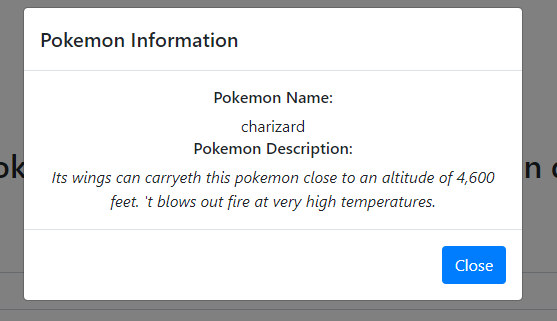 Pokemon Information
Pokemon Name:
charizard
Pokemon Description:
ok
n c
Its wings can carryeth this pokemon close to an altitude of 4,600
feet. 't blows out fire at very high temperatures.
Close